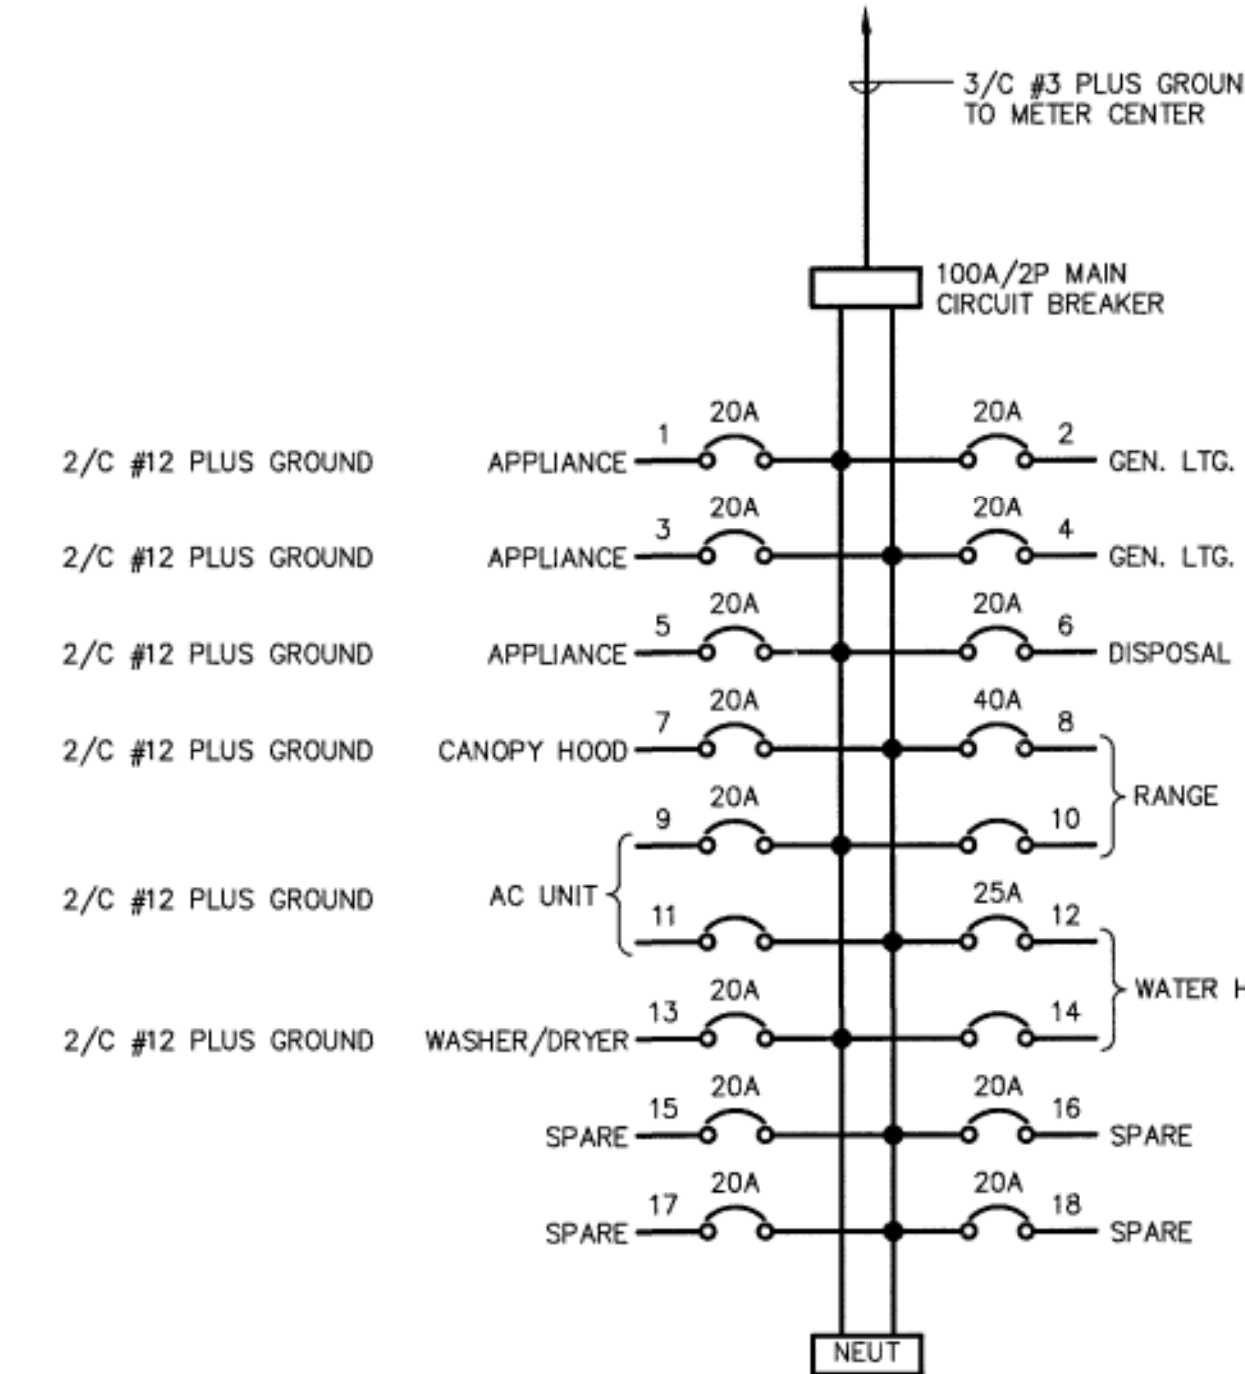 3/C #3 PLUS GROUN
TO METER CENTER
100A/2P MAIN
CIRCUIT BREAKER
20A 20A
2/C #12 PLUS GROUND APPLIANCE 1 2 GEN. LTG.
20A 20A
2/C #12 PLUS GROUND APPLIANCE 3 4 GEN. LTG.
20A 20A
2/C #12 PLUS GROUND APPLIANCE 5 6 DISPOSAL
20A 40A
2/C #12 PLUS GROUND CANOPY HOOD 7 8
RANGE
20A
9 10
2/C #12 PLUS GROUND AC UNIT
25A
11 12
WATER H
20A
2/C #12 PLUS GROUND WASHER/DRYER 13 14
20A 20A
SPARE 15 16 SPARE
20A 20A
SPARE 17 18 SPARE
NEUT